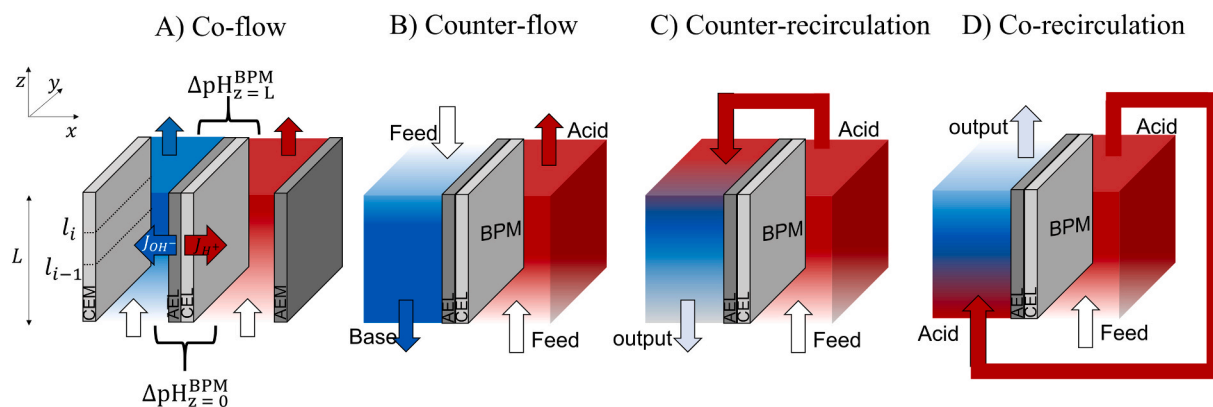 A) Co-flow
B) Counter-flow
C) Counter-recirculation
D) Co-recirculation
z
y
x
ΔpH^BPM_z = L
L
l_i
l_i−1
CEM
J_OH−
J_H+
AEL
CEL
AEM
ΔpH^BPM_z = 0
Feed
Acid
BPM
AEL
CEL
Base
Feed
Acid
BPM
AEL
CEL
output
Feed
output
Acid
BPM
AEL
CEL
Acid
Feed